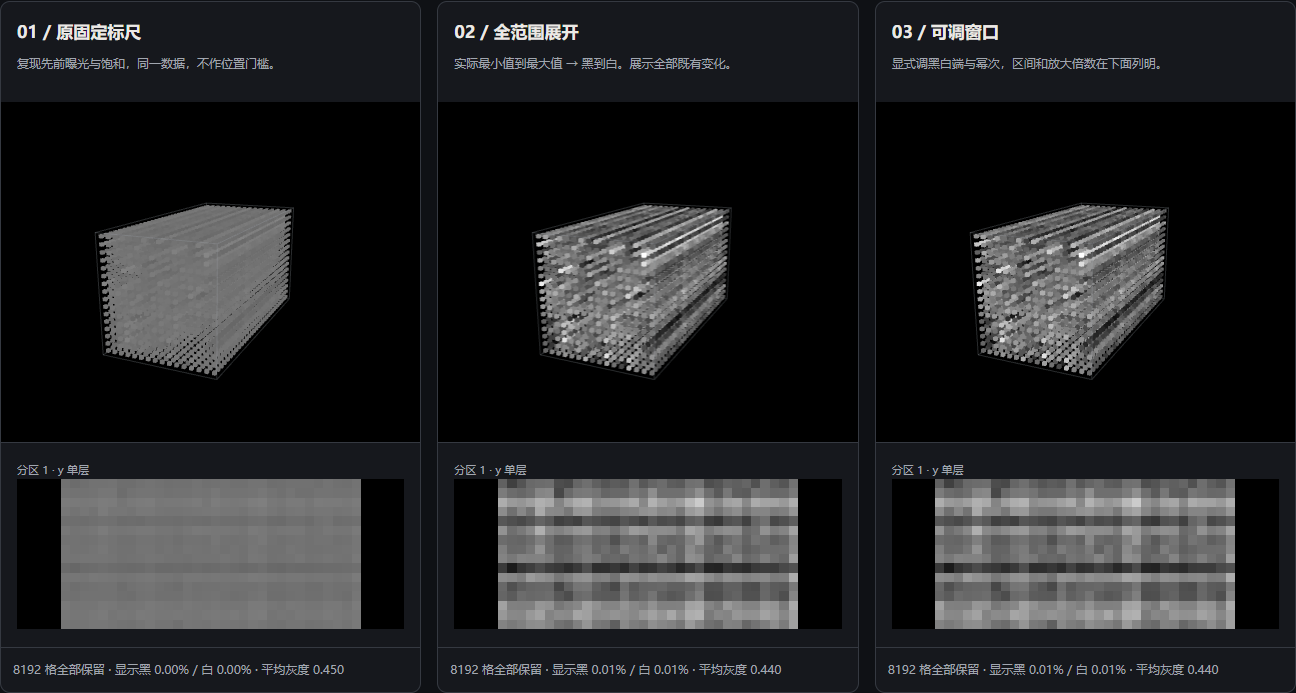 01 / 原固定标尺
复现先前曝光与饱和，同一数据，不作位置门槛。
分区 1 · y 单层
8192 格全部保留 · 显示黑 0.00% / 白 0.00% · 平均灰度 0.450
02 / 全范围展开
实际最小值到最大值 → 黑到白。展示全部既有变化。
分区 1 · y 单层
8192 格全部保留 · 显示黑 0.01% / 白 0.01% · 平均灰度 0.440
03 / 可调窗口
显式调黑白端与幂次，区间和放大倍数在下面列明。
分区 1 · y 单层
8192 格全部保留 · 显示黑 0.01% / 白 0.01% · 平均灰度 0.440